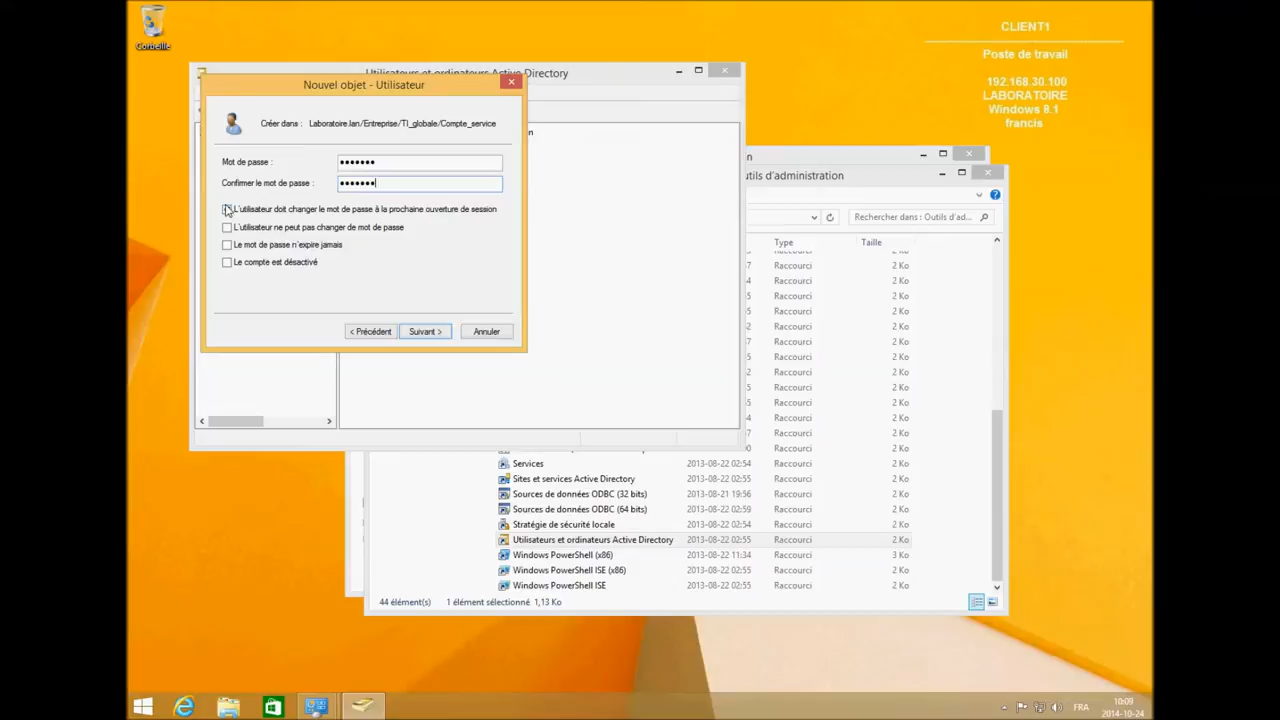 Corbeille
CLIENT1
Poste de travail
192.168.30.100
LABORATOIRE
Windows 8.1
francis
Utilisateurs et ordinateurs Active Directory
Nouvel objet - Utilisateur
Créer dans : Laboratoire.lan/Entreprise/TI_globale/Compte_service
Mot de passe :
Confirmer le mot de passe :
L'utilisateur doit changer le mot de passe à la prochaine ouverture de session
L'utilisateur ne peut pas changer de mot de passe
Le mot de passe n'expire jamais
Le compte est désactivé
< Précédent
Suivant >
Annuler
utils d'administration
Rechercher dans : Outils d'ad...
Type Taille
Raccourci 2 Ko
Raccourci 2 Ko
Raccourci 2 Ko
Raccourci 2 Ko
Raccourci 2 Ko
Raccourci 2 Ko
Raccourci 2 Ko
Raccourci 2 Ko
Raccourci 2 Ko
Raccourci 2 Ko
Raccourci 2 Ko
Raccourci 2 Ko
Raccourci 2 Ko
Services 2013-08-22 02:54 Raccourci 2 Ko
Sites et services Active Directory 2013-08-22 02:54 Raccourci 2 Ko
Sources de données ODBC (32 bits) 2013-08-21 19:56 Raccourci 2 Ko
Sources de données ODBC (64 bits) 2013-08-22 02:59 Raccourci 2 Ko
Stratégie de sécurité locale 2013-08-22 02:54 Raccourci 2 Ko
Utilisateurs et ordinateurs Active Directory 2013-08-22 02:55 Raccourci 2 Ko
Windows PowerShell (x86) 2013-08-22 11:34 Raccourci 3 Ko
Windows PowerShell ISE (x86) 2013-08-22 02:55 Raccourci 2 Ko
Windows PowerShell ISE 2013-08-22 02:55 Raccourci 2 Ko
44 élément(s) 1 élément sélectionné 1,13 Ko
FRA
10:09
2014-10-24